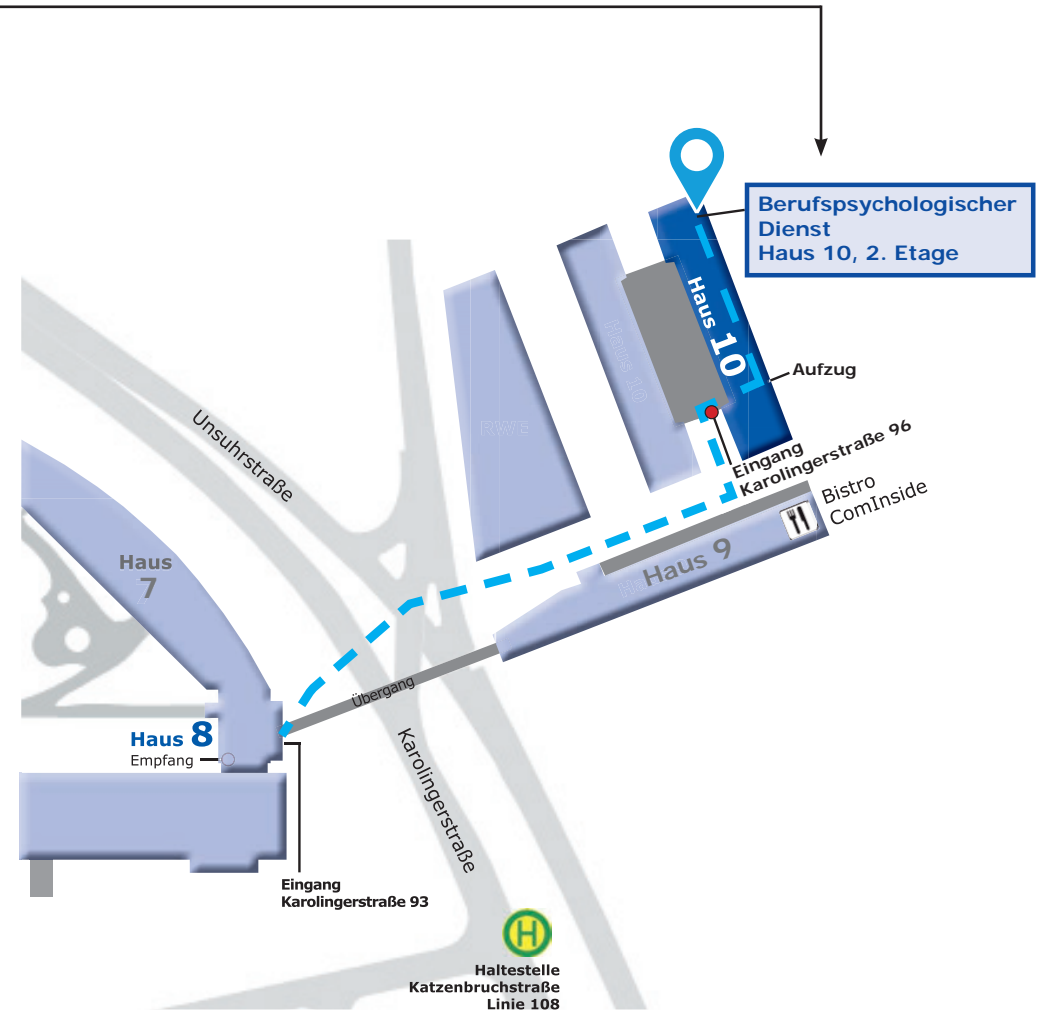 Berufspsychologischer
Dienst
Haus 10, 2. Etage
Haus 10
Haus 10
Aufzug
RWE
Eingang
Karolingerstraße 96
Unsuhrstraße
Bistro
ComInside
Haus 9
Haus
7
Übergang
Haus 8
Empfang
Karolingerstraße
Eingang
Karolingerstraße 93
H
Haltestelle
Katzenbruchstraße
Linie 108